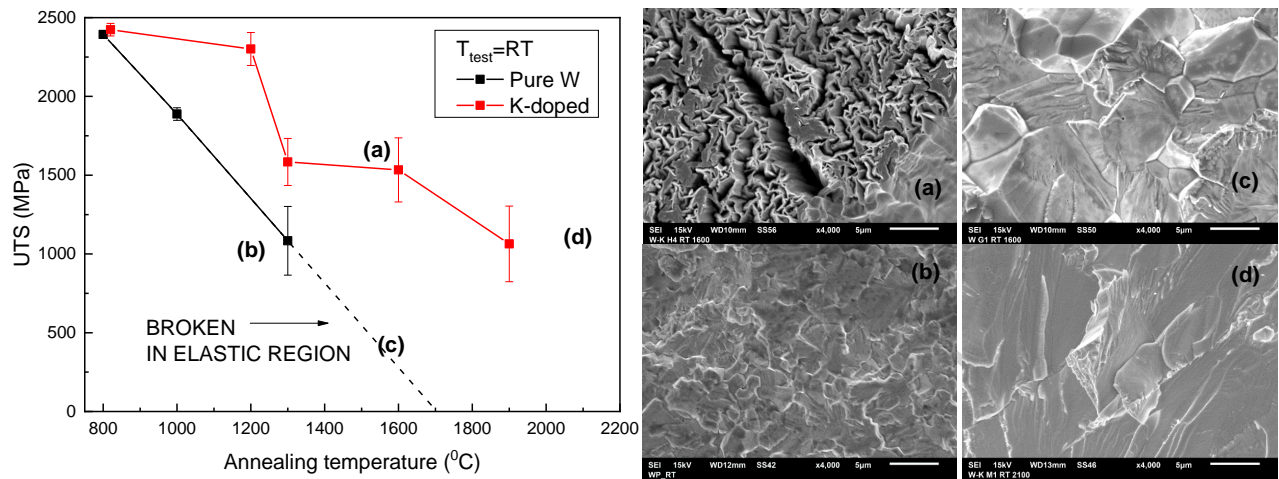 2500
2000
1500
1000
500
0
UTS (MPa)
T_test=RT
Pure W
K-doped
(a)
(b)
(d)
BROKEN
IN ELASTIC REGION
(c)
800 1000 1200 1400 1600 1800 2000 2200
Annealing temperature (⁰C)
(a)
SEI 15kV WD10mm SS56 x4,000 5µm
W-K H4 RT 1600
(c)
SEI 15kV WD10mm SS50 x4,000 5µm
W G1 RT 1600
(b)
SEI 15kV WD12mm SS42 x4,000 5µm
WP_RT
(d)
SEI 15kV WD13mm SS46 x4,000 5µm
W-K M1 RT 2100